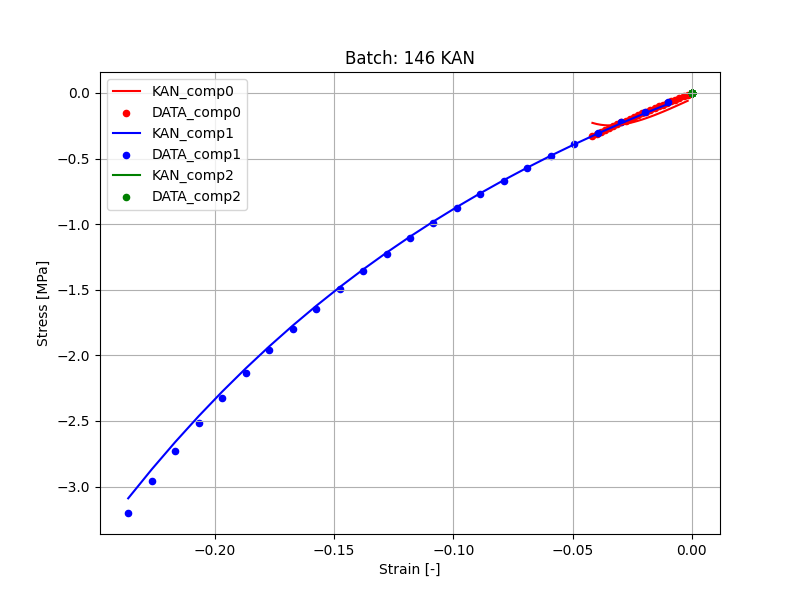 Batch: 146 KAN
KAN_comp0
DATA_comp0
KAN_comp1
DATA_comp1
KAN_comp2
DATA_comp2
0.0
−0.5
−1.0
−1.5
−2.0
−2.5
−3.0
Stress [MPa]
−0.20
−0.15
−0.10
−0.05
0.00
Strain [-]